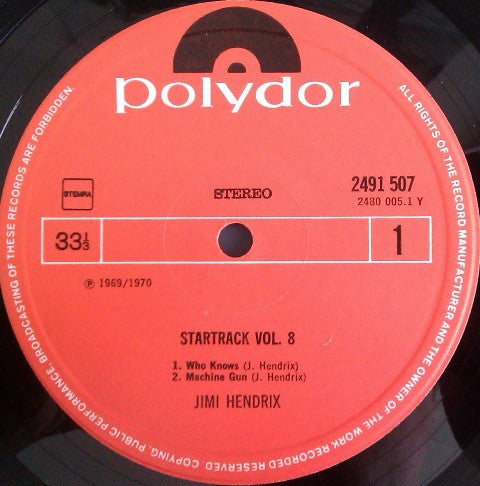 polydor
STEMRA
STEREO
2491 507
2480 005.1 Y
33⅓
1
℗ 1969/1970
STARTRACK VOL. 8
1. Who Knows (J. Hendrix)
2. Machine Gun (J. Hendrix)
JIMI HENDRIX
ALL RIGHTS OF THE RECORD MANUFACTURER AND THE OWNER OF THE WORK RECORDED RESERVED. COPYING, PUBLIC PERFORMANCE, BROADCASTING OF THESE RECORDS ARE FORBIDDEN.